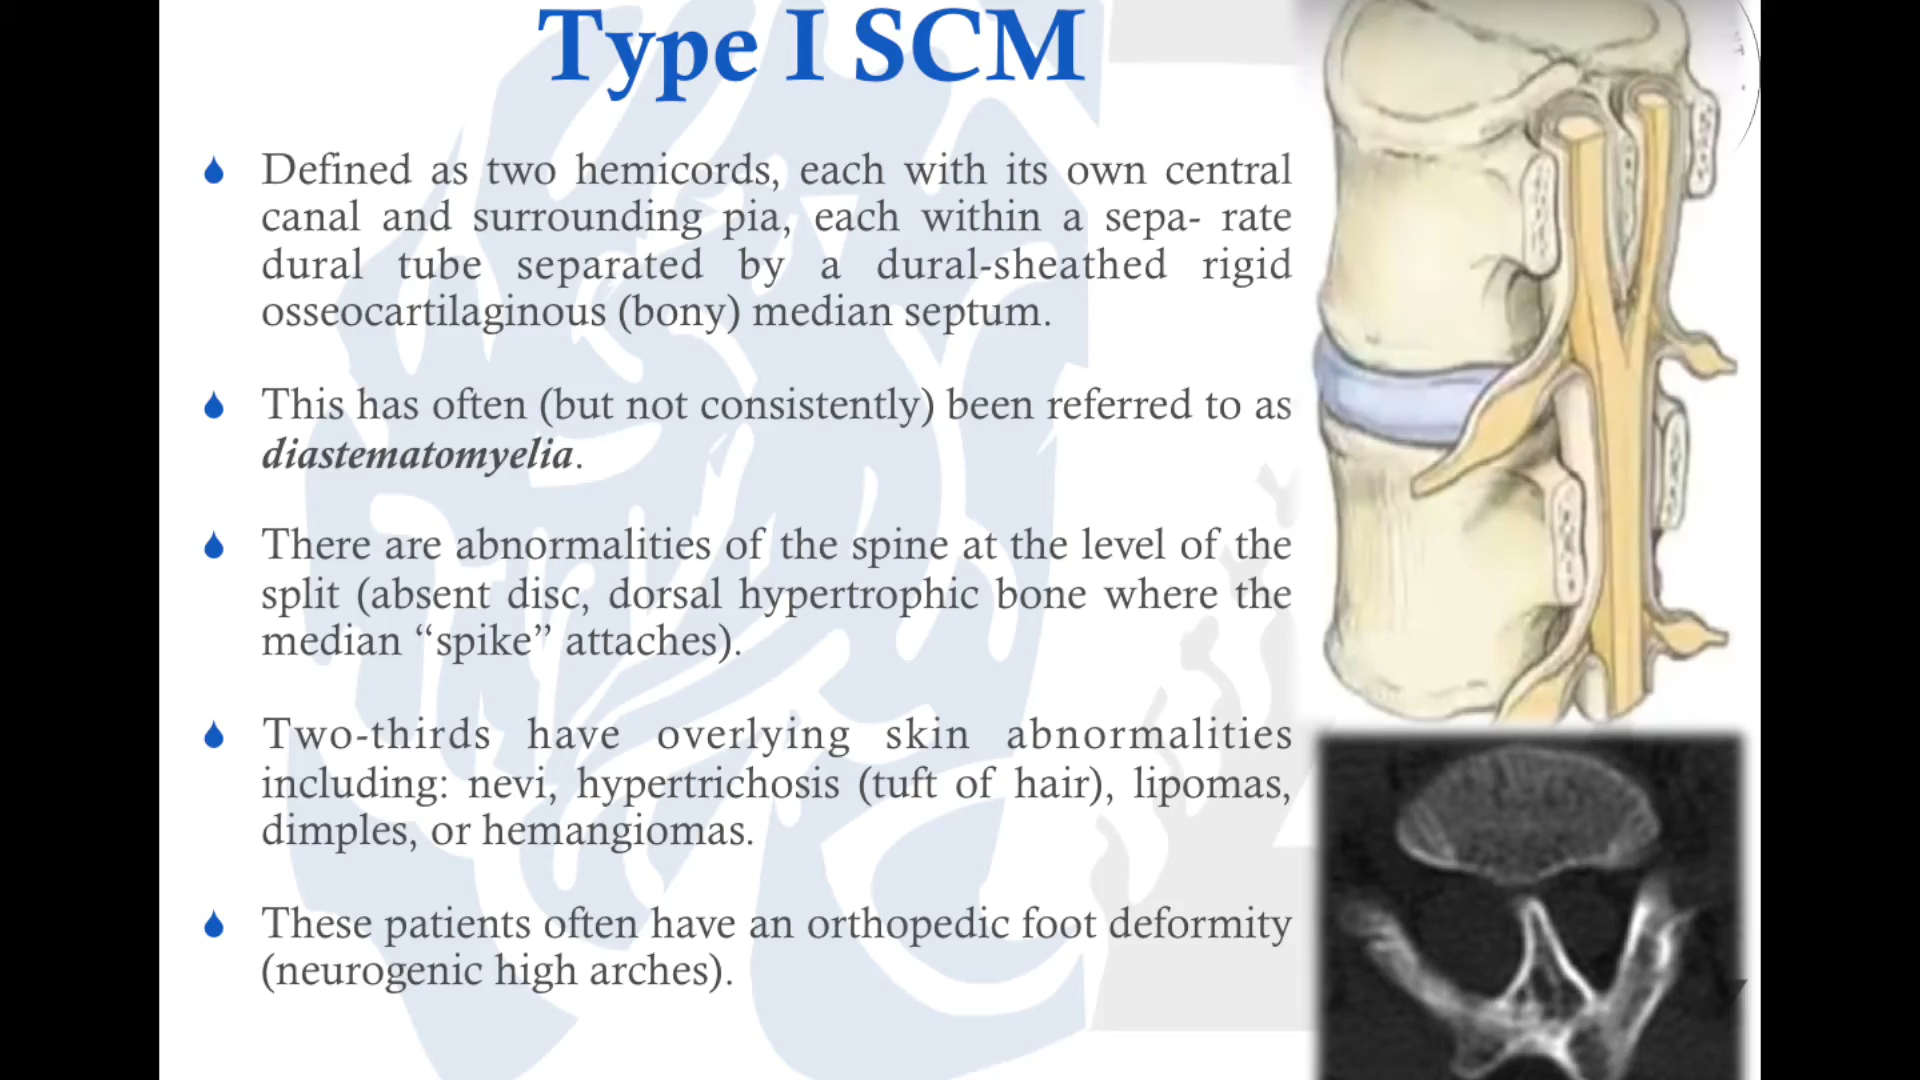 Type I SCM
Defined as two hemicords, each with its own central
canal and surrounding pia, each within a sepa- rate
dural tube separated by a dural-sheathed rigid
osseocartilaginous (bony) median septum.
This has often (but not consistently) been referred to as
diastematomyelia.
There are abnormalities of the spine at the level of the
split (absent disc, dorsal hypertrophic bone where the
median “spike” attaches).
Two-thirds have overlying skin abnormalities
including: nevi, hypertrichosis (tuft of hair), lipomas,
dimples, or hemangiomas.
These patients often have an orthopedic foot deformity
(neurogenic high arches).